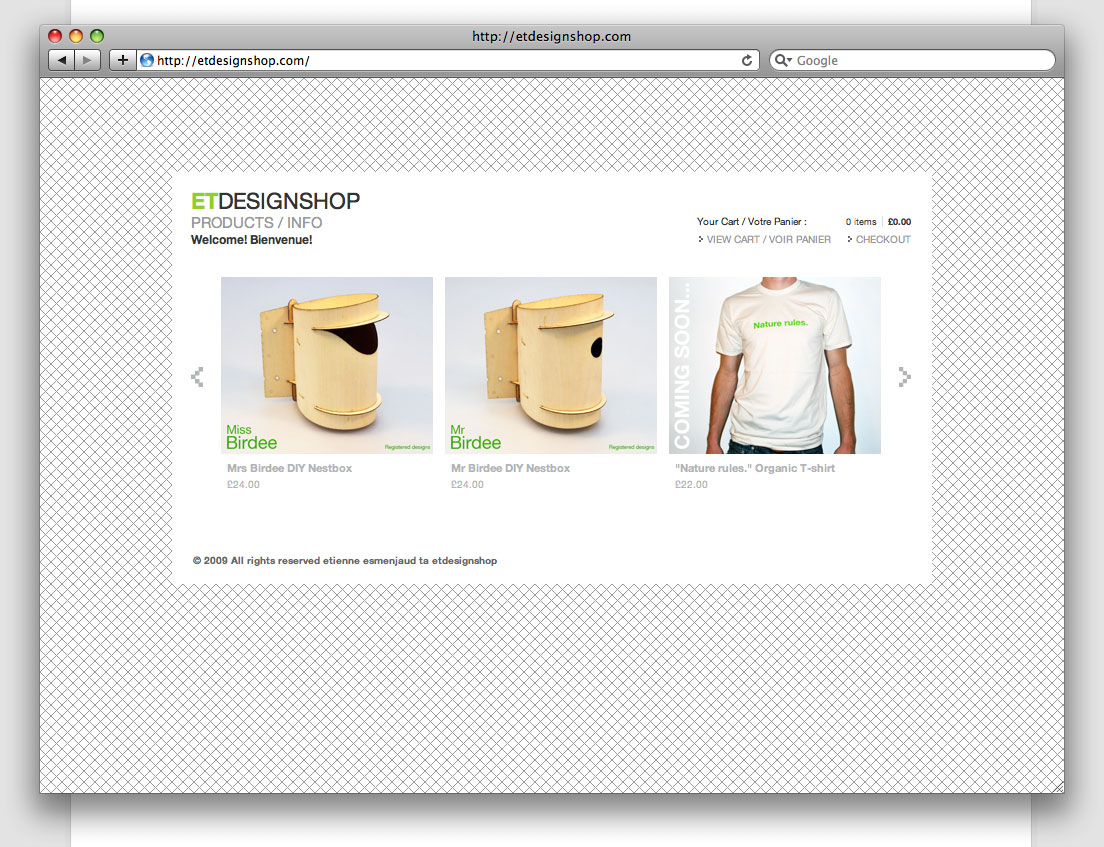 http://etdesignshop.com
http://etdesignshop.com/
Google
ETDESIGNSHOP
PRODUCTS / INFO
Welcome! Bienvenue!
Your Cart / Votre Panier : 0 items £0.00
VIEW CART / VOIR PANIER CHECKOUT
Miss
Birdee
Registered designs
Mr
Birdee
Registered designs
COMING SOON...
Nature rules.
Mrs Birdee DIY Nestbox
£24.00
Mr Birdee DIY Nestbox
£24.00
"Nature rules." Organic T-shirt
£22.00
© 2009 All rights reserved etienne esmenjaud ta etdesignshop